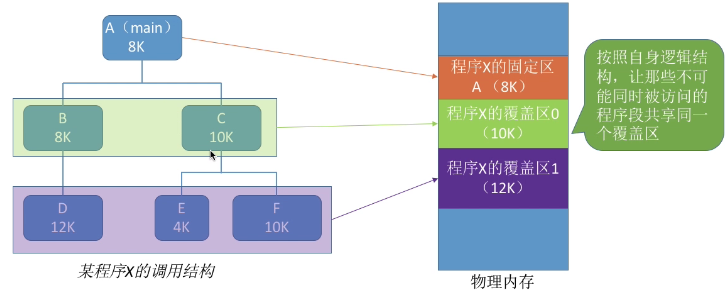 A（main）
8K
B
8K
C
10K
D
12K
E
4K
F
10K
某程序X的调用结构
程序X的固定区
A （8K）
程序X的覆盖区0
（10K）
程序X的覆盖区1
（12K）
物理内存
按照自身逻辑结
构，让那些不可
能同时被访问的
程序段共享同一
个覆盖区